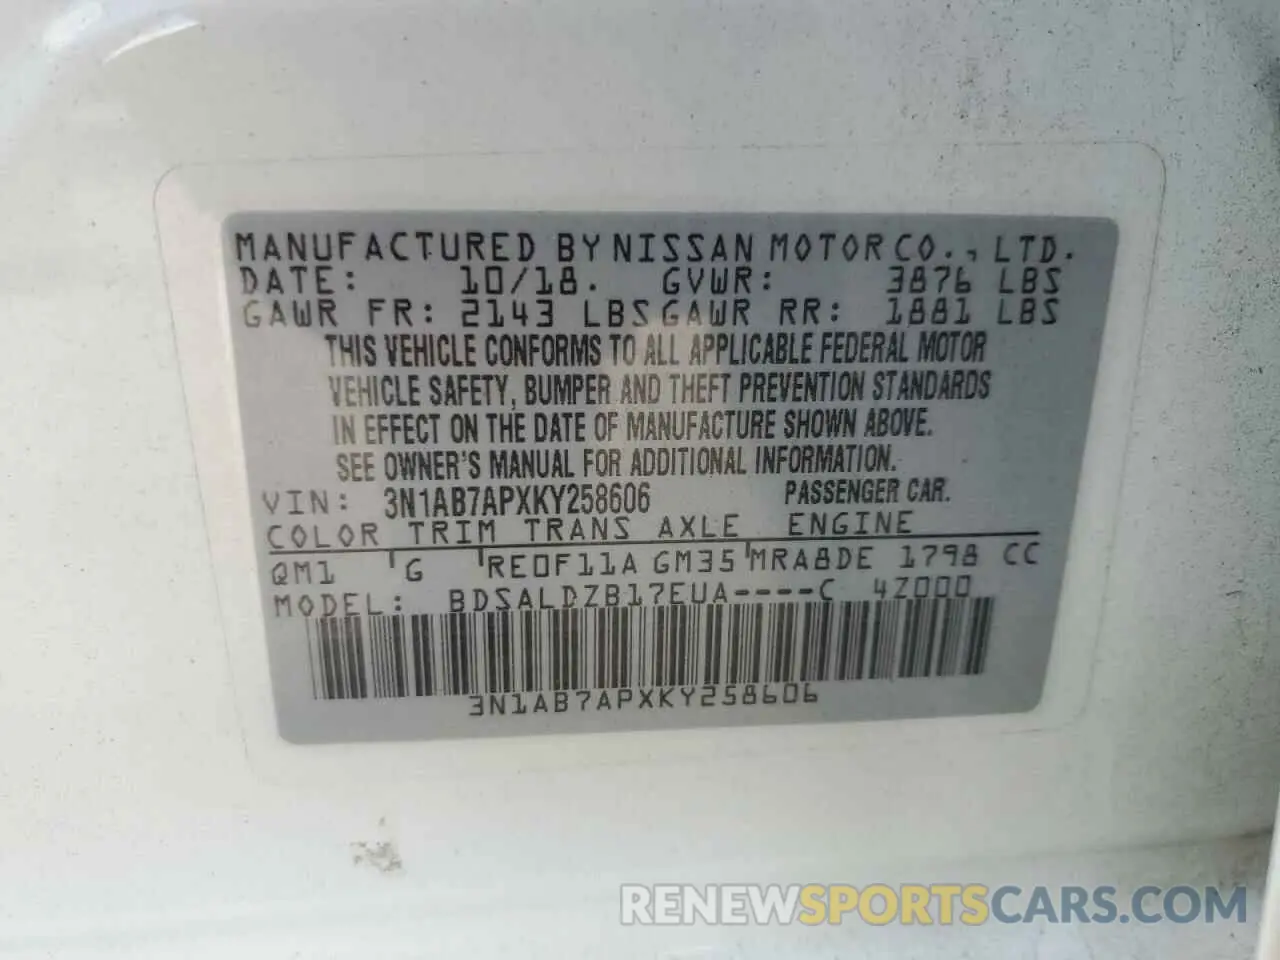 MANUFACTURED BY NISSAN MOTOR CO., LTD.
DATE: 10/18. GVWR: 3876 LBS
GAWR FR: 2143 LBS GAWR RR: 1881 LBS
THIS VEHICLE CONFORMS TO ALL APPLICABLE FEDERAL MOTOR
VEHICLE SAFETY, BUMPER AND THEFT PREVENTION STANDARDS
IN EFFECT ON THE DATE OF MANUFACTURE SHOWN ABOVE.
SEE OWNER'S MANUAL FOR ADDITIONAL INFORMATION.
VIN: 3N1AB7APXKY258606 PASSENGER CAR.
COLOR TRIM TRANS AXLE ENGINE
QM1 G RE0F11A GM35 MRA8DE 1798 CC
MODEL: BDSALDZB17EUA----C 4Z000
3N1AB7APXKY258606
RENEWSPORTSCARS.COM